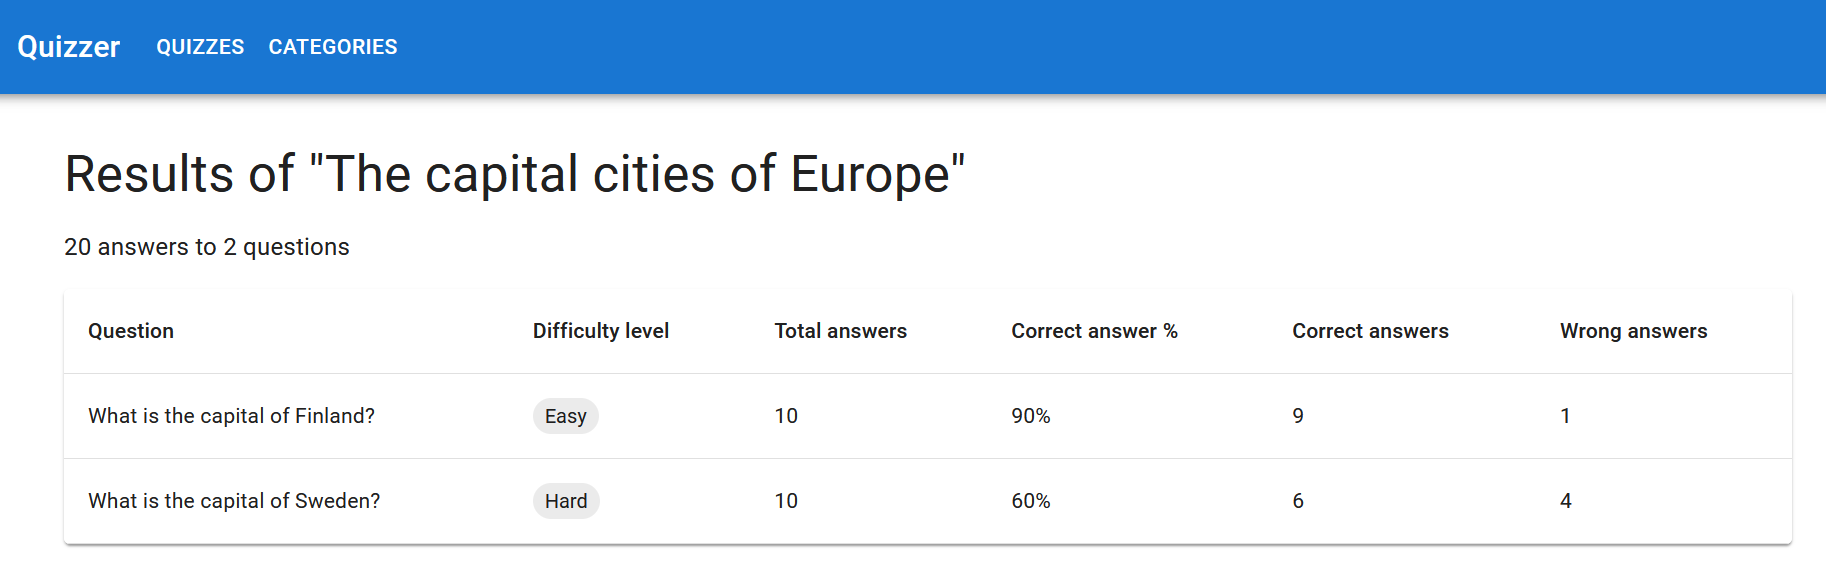 Quizzer QUIZZES CATEGORIES
Results of "The capital cities of Europe"
20 answers to 2 questions
Question Difficulty level Total answers Correct answer % Correct answers Wrong answers
What is the capital of Finland? Easy 10 90% 9 1
What is the capital of Sweden? Hard 10 60% 6 4